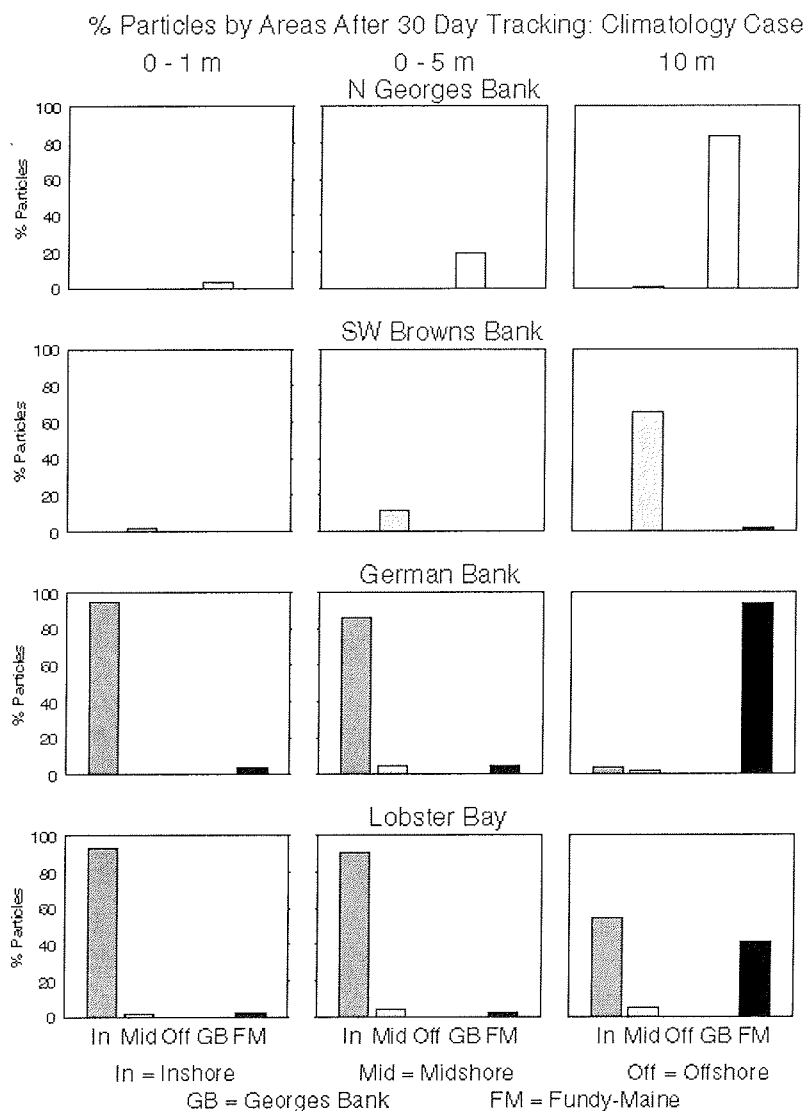 % Particles by Areas After 30 Day Tracking: Climatology Case
0 - 1 m 0 - 5 m 10 m
N Georges Bank
100
80
60
40
20
0
% Particles
SW Browns Bank
100
80
60
40
20
0
% Particles
German Bank
100
80
60
40
20
0
% Particles
Lobster Bay
100
80
60
40
20
0
% Particles
In Mid Off GB FM In Mid Off GB FM In Mid Off GB FM
In = Inshore Mid = Midshore Off = Offshore
GB = Georges Bank FM = Fundy-Maine